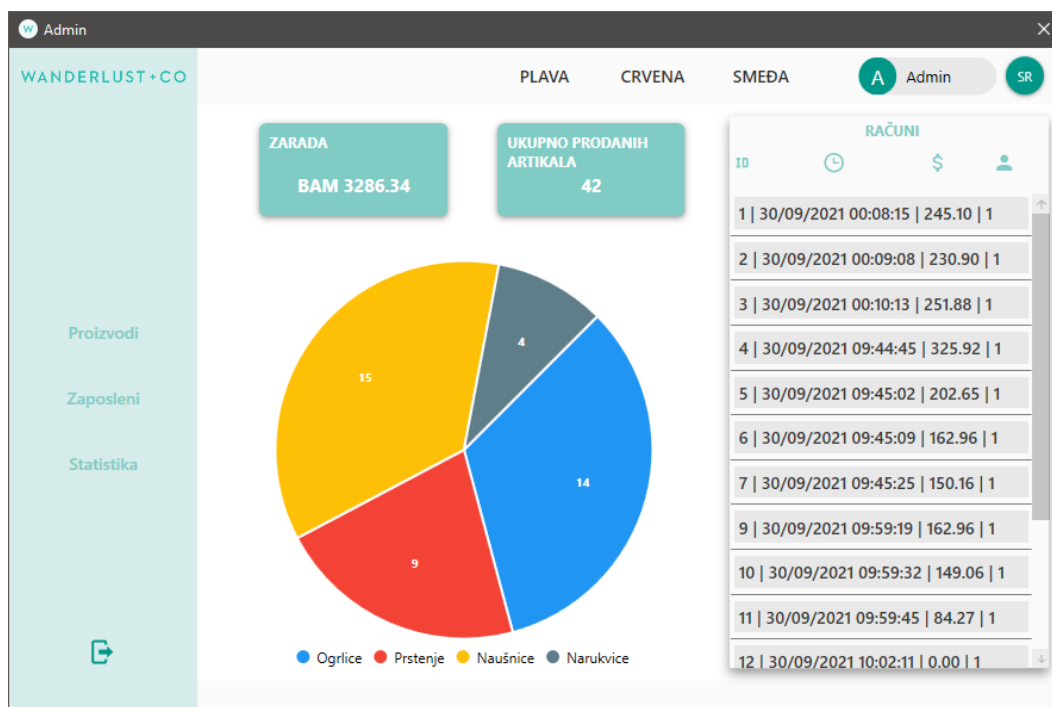 W Admin
WANDERLUST+CO
PLAVA CRVENA SMEĐA A Admin SR
Proizvodi
Zaposleni
Statistika
ZARADA
BAM 3286.34
UKUPNO PRODANIH
ARTIKALA
42
4
15
14
9
Ogrlice Prstenje Naušnice Narukvice
RAČUNI
ID $
1 | 30/09/2021 00:08:15 | 245.10 | 1
2 | 30/09/2021 00:09:08 | 230.90 | 1
3 | 30/09/2021 00:10:13 | 251.88 | 1
4 | 30/09/2021 09:44:45 | 325.92 | 1
5 | 30/09/2021 09:45:02 | 202.65 | 1
6 | 30/09/2021 09:45:09 | 162.96 | 1
7 | 30/09/2021 09:45:25 | 150.16 | 1
9 | 30/09/2021 09:59:19 | 162.96 | 1
10 | 30/09/2021 09:59:32 | 149.06 | 1
11 | 30/09/2021 09:59:45 | 84.27 | 1
12 | 30/09/2021 10:02:11 | 0.00 | 1